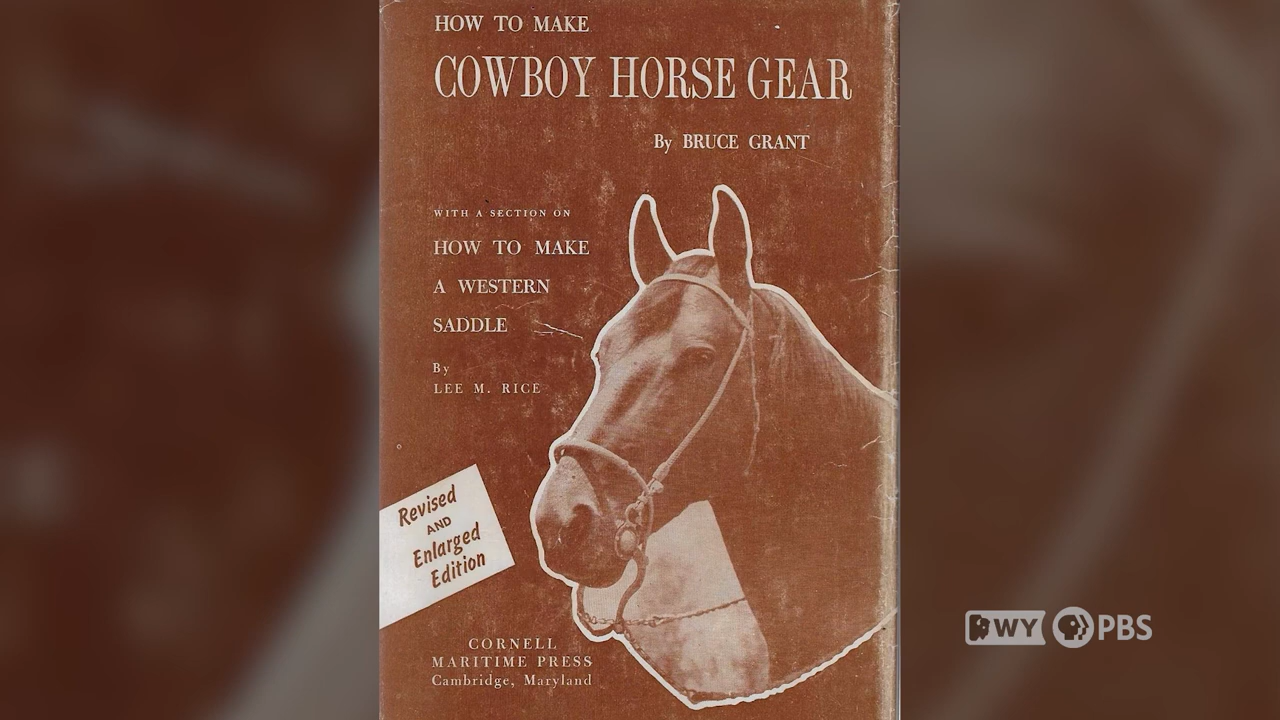 HOW TO MAKE
COWBOY HORSE GEAR
By BRUCE GRANT
WITH A SECTION ON
HOW TO MAKE
A WESTERN
SADDLE
By
LEE M. RICE
Revised
AND
Enlarged
Edition
CORNELL
MARITIME PRESS
Cambridge, Maryland
WY PBS